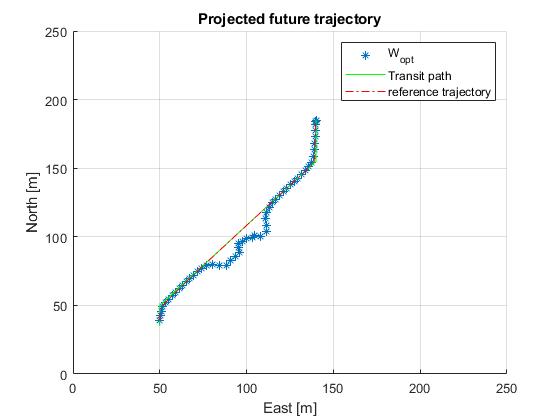 Projected future trajectory
250
200
150
100
50
0
North [m]
W_opt
Transit path
reference trajectory
0 50 100 150 200 250
East [m]